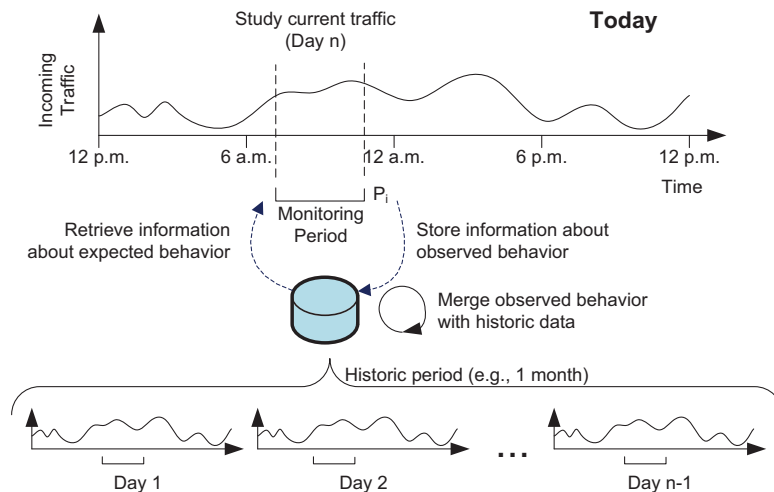 Study current traffic
(Day n)
Today
Incoming
Traffic
12 p.m.
6 a.m.
12 a.m.
6 p.m.
12 p.m.
Time
Pi
Monitoring
Period
Retrieve information
about expected behavior
Store information about
observed behavior
Merge observed behavior
with historic data
Historic period (e.g., 1 month)
...
Day 1
Day 2
Day n-1